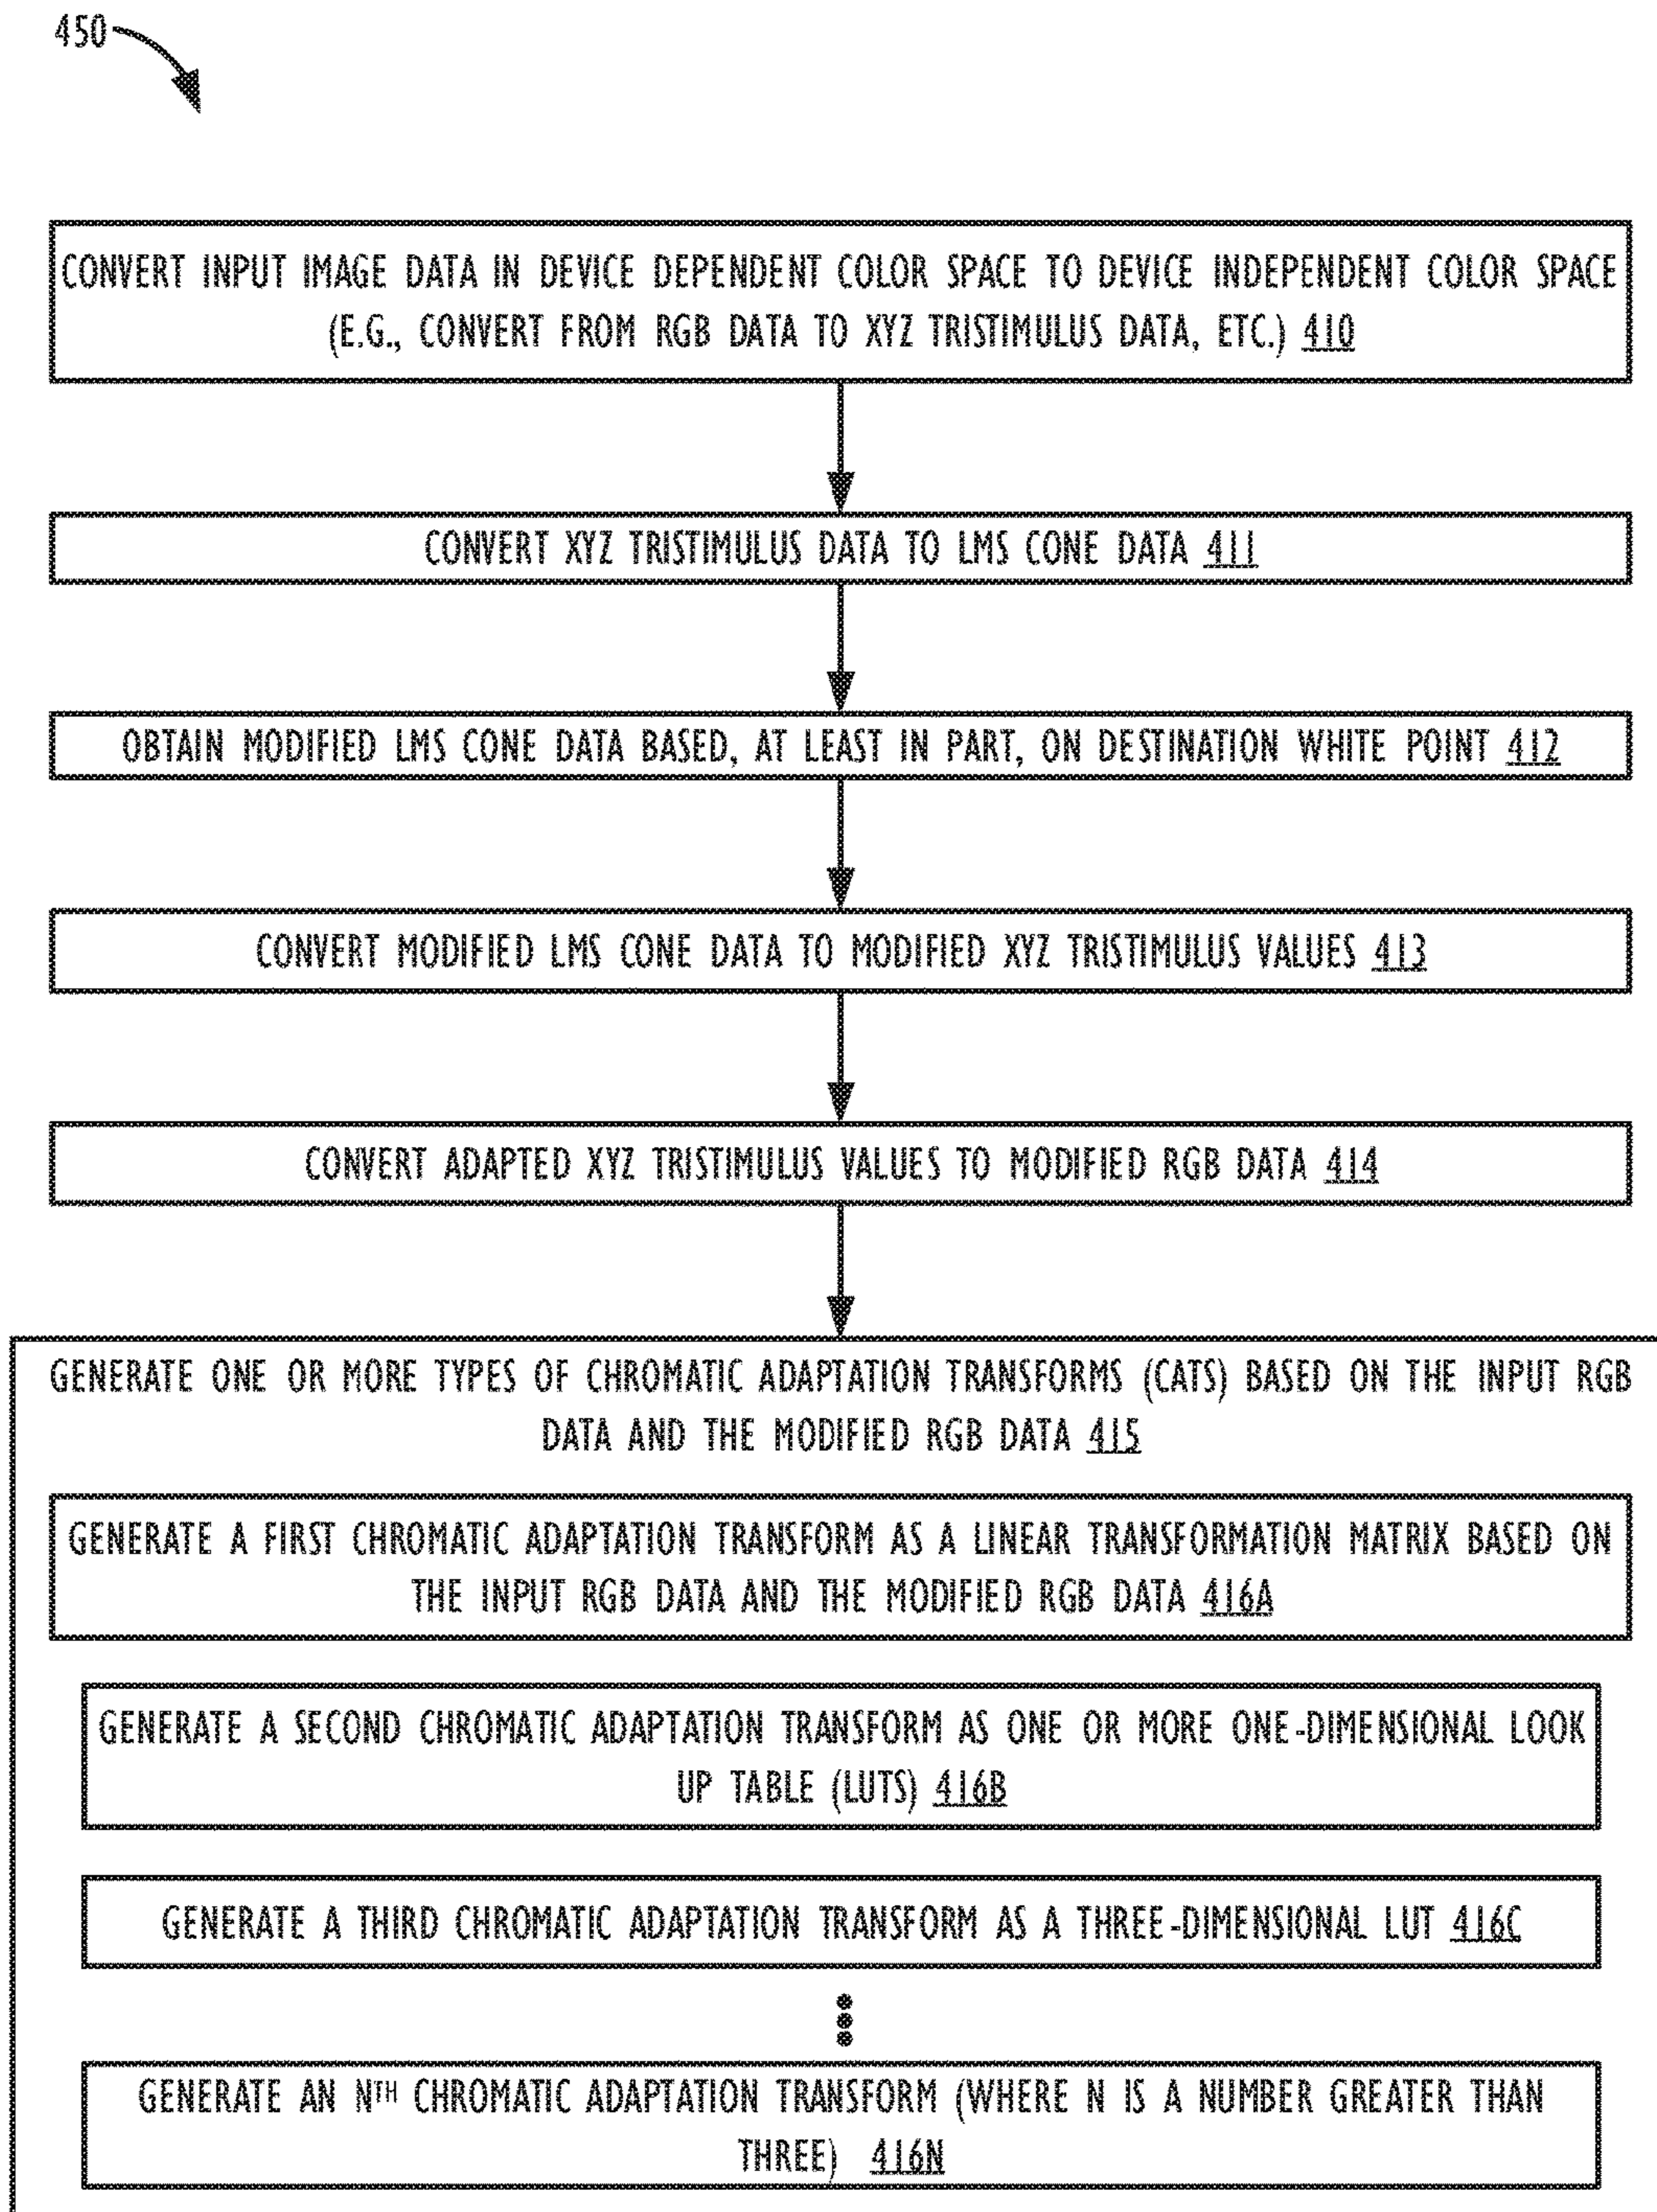 450
CONVERT INPUT IMAGE DATA IN DEVICE DEPENDENT COLOR SPACE TO DEVICE INDEPENDENT COLOR SPACE
(E.G., CONVERT FROM RGB DATA TO XYZ TRISTIMULUS DATA, ETC.) 410
CONVERT XYZ TRISTIMULUS DATA TO LMS CONE DATA 411
OBTAIN MODIFIED LMS CONE DATA BASED, AT LEAST IN PART, ON DESTINATION WHITE POINT 412
CONVERT MODIFIED LMS CONE DATA TO MODIFIED XYZ TRISTIMULUS VALUES 413
CONVERT ADAPTED XYZ TRISTIMULUS VALUES TO MODIFIED RGB DATA 414
GENERATE ONE OR MORE TYPES OF CHROMATIC ADAPTATION TRANSFORMS (CATS) BASED ON THE INPUT RGB
DATA AND THE MODIFIED RGB DATA 415
GENERATE A FIRST CHROMATIC ADAPTATION TRANSFORM AS A LINEAR TRANSFORMATION MATRIX BASED ON
THE INPUT RGB DATA AND THE MODIFIED RGB DATA 416A
GENERATE A SECOND CHROMATIC ADAPTATION TRANSFORM AS ONE OR MORE ONE-DIMENSIONAL LOOK
UP TABLE (LUTS) 416B
GENERATE A THIRD CHROMATIC ADAPTATION TRANSFORM AS A THREE-DIMENSIONAL LUT 416C
GENERATE AN NTH CHROMATIC ADAPTATION TRANSFORM (WHERE N IS A NUMBER GREATER THAN
THREE) 416N